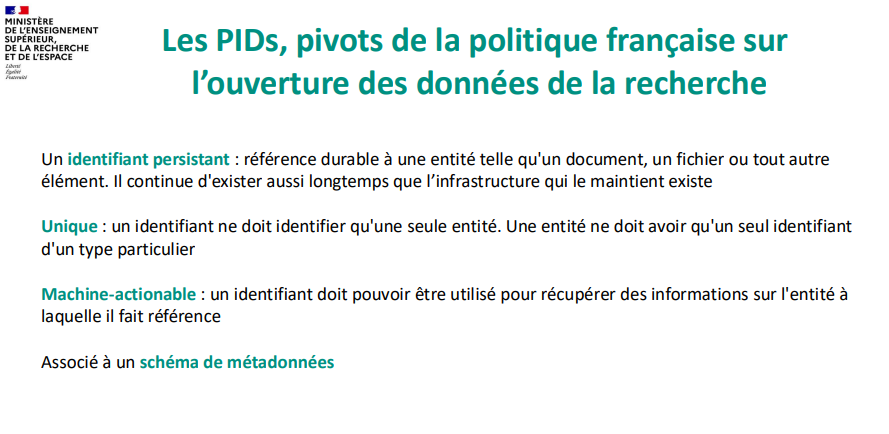 MINISTÈRE
DE L'ENSEIGNEMENT
SUPÉRIEUR,
DE LA RECHERCHE
ET DE L'ESPACE
Liberté
Égalité
Fraternité
Les PIDs, pivots de la politique française sur
l’ouverture des données de la recherche
Un identifiant persistant : référence durable à une entité telle qu'un document, un fichier ou tout autre
élément. Il continue d'exister aussi longtemps que l’infrastructure qui le maintient existe
Unique : un identifiant ne doit identifier qu'une seule entité. Une entité ne doit avoir qu'un seul identifiant
d'un type particulier
Machine-actionable : un identifiant doit pouvoir être utilisé pour récupérer des informations sur l'entité à
laquelle il fait référence
Associé à un schéma de métadonnées